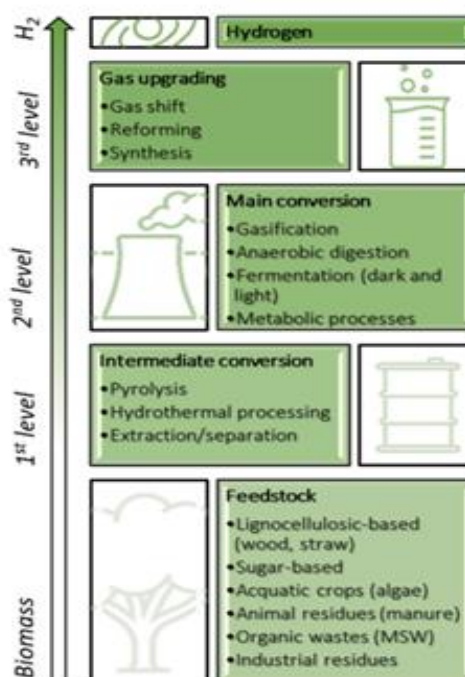 H₂
Hydrogen
3rd level
Gas upgrading
•Gas shift
•Reforming
•Synthesis
2nd level
Main conversion
•Gasification
•Anaerobic digestion
•Fermentation (dark and
light)
•Metabolic processes
1st level
Intermediate conversion
•Pyrolysis
•Hydrothermal processing
•Extraction/separation
Biomass
Feedstock
•Lignocellulosic-based
(wood, straw)
•Sugar-based
•Acquatic crops (algae)
•Animal residues (manure)
•Organic wastes (MSW)
•Industrial residues